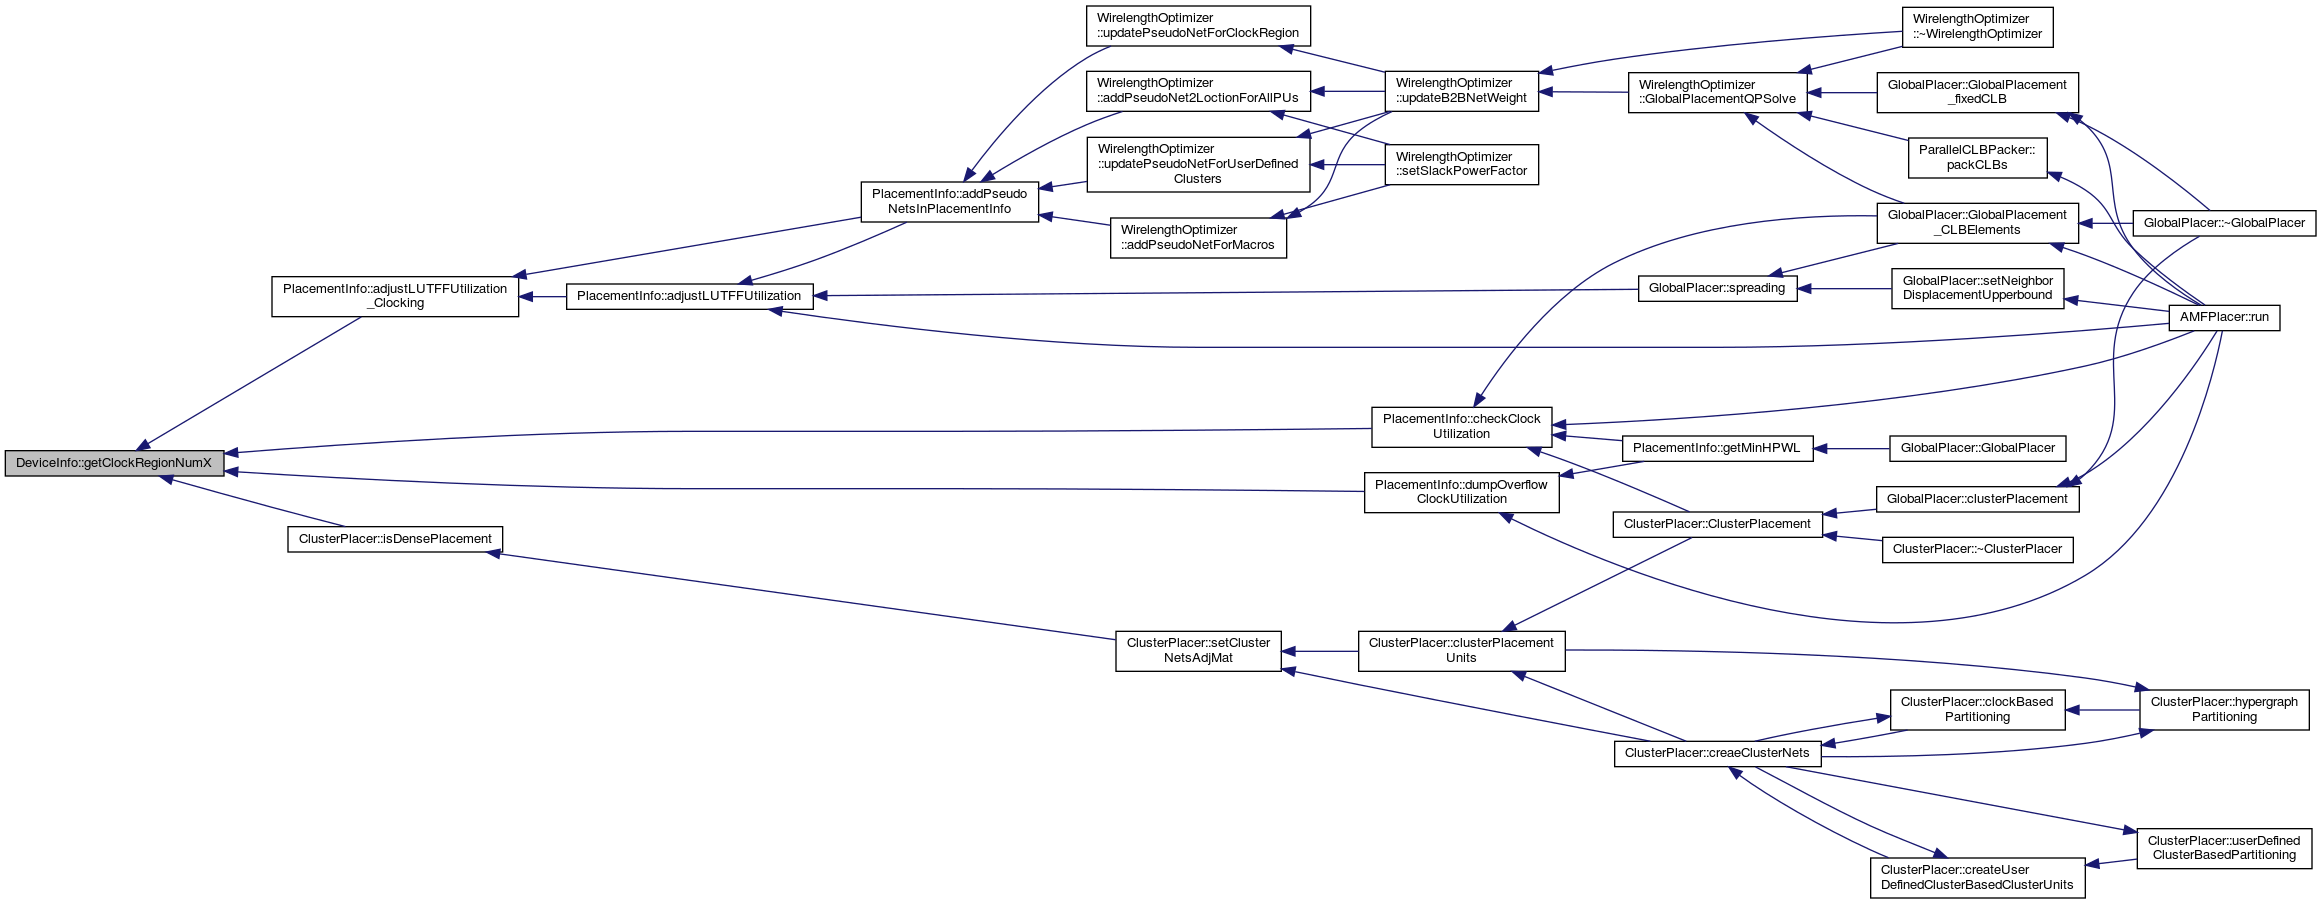 WirelengthOptimizer
::updatePseudoNetForClockRegion
WirelengthOptimizer
::~WirelengthOptimizer
WirelengthOptimizer
::addPseudoNet2LoctionForAllPUs
WirelengthOptimizer
::updateB2BNetWeight
WirelengthOptimizer
::GlobalPlacementQPSolve
GlobalPlacer::GlobalPlacement
_fixedCLB
WirelengthOptimizer
::updatePseudoNetForUserDefined
Clusters
WirelengthOptimizer
::setSlackPowerFactor
ParallelCLBPacker::
packCLBs
PlacementInfo::addPseudo
NetsInPlacementInfo
WirelengthOptimizer
::addPseudoNetForMacros
GlobalPlacer::GlobalPlacement
_CLBElements
GlobalPlacer::~GlobalPlacer
PlacementInfo::adjustLUTFFUtilization
_Clocking
PlacementInfo::adjustLUTFFUtilization
GlobalPlacer::spreading
GlobalPlacer::setNeighbor
DisplacementUpperbound
AMFPlacer::run
DeviceInfo::getClockRegionNumX
PlacementInfo::checkClock
Utilization
PlacementInfo::getMinHPWL
GlobalPlacer::GlobalPlacer
PlacementInfo::dumpOverflow
ClockUtilization
GlobalPlacer::clusterPlacement
ClusterPlacer::ClusterPlacement
ClusterPlacer::~ClusterPlacer
ClusterPlacer::isDensePlacement
ClusterPlacer::setCluster
NetsAdjMat
ClusterPlacer::clusterPlacement
Units
ClusterPlacer::clockBased
Partitioning
ClusterPlacer::hypergraph
Partitioning
ClusterPlacer::creaeClusterNets
ClusterPlacer::userDefined
ClusterBasedPartitioning
ClusterPlacer::createUser
DefinedClusterBasedClusterUnits